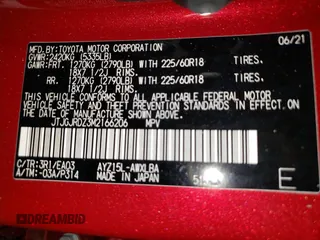 MFD.BY:TOYOTA MOTOR CORPORATION 06/21
GVWR:2420KG (5335LB)
GAWR:FRT. 1270KG (2790LB) WITH 225/60R18 TIRES,
18X7 1/2J RIMS,
RR. 1270KG (2790LB) WITH 225/60R18 TIRES,
18X7 1/2J RIMS,
THIS VEHICLE CONFORMS TO ALL APPLICABLE FEDERAL MOTOR
VEHICLE SAFETY AND THEFT PREVENTION STANDARDS
IN EFFECT ON THE DATE OF MANUFACTURE SHOWN ABOVE.
JTJGJRDZ3M2166206 MPV
C/TR:3R1/EA03 AYZ15L-AWXLBA
A/TM:-03A/P314 MADE IN JAPAN E
DREAMBID